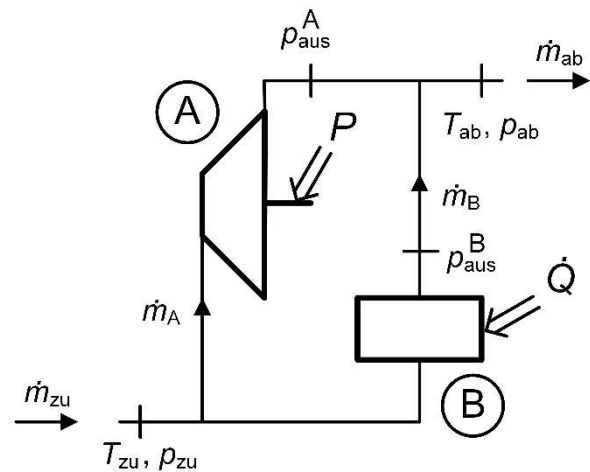 p_aus^A
ṁ_ab
A
P
T_ab, p_ab
ṁ_B
p_aus^B
Q̇
ṁ_A
ṁ_zu
B
T_zu, p_zu